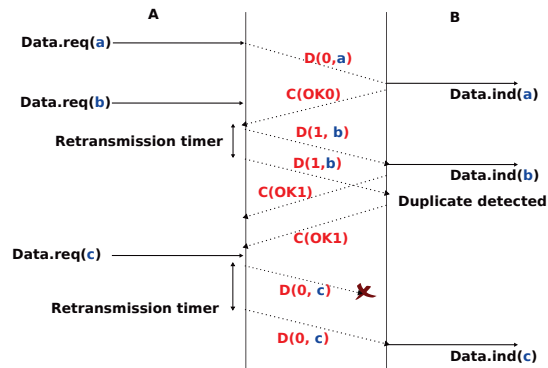 A
B
Data.req(a)
D(0,a)
Data.ind(a)
C(OK0)
Data.req(b)
D(1, b)
Retransmission timer
D(1,b)
Data.ind(b)
C(OK1)
Duplicate detected
C(OK1)
Data.req(c)
D(0, c)
Retransmission timer
D(0, c)
Data.ind(c)